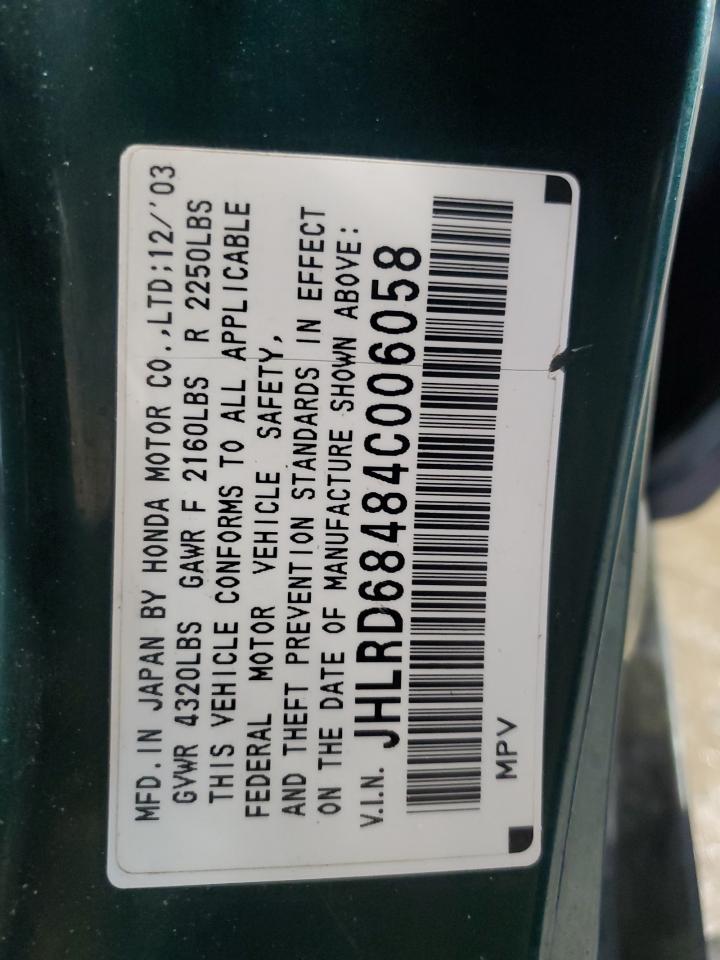 MFD. IN JAPAN BY HONDA MOTOR CO.,LTD;12/'03
GVWR 4320LBS GAWR F 2160LBS R 2250LBS
THIS VEHICLE CONFORMS TO ALL APPLICABLE
FEDERAL MOTOR VEHICLE SAFETY,
AND THEFT PREVENTION STANDARDS IN EFFECT
ON THE DATE OF MANUFACTURE SHOWN ABOVE:
V.I.N. JHLRD68484C006058
MPV